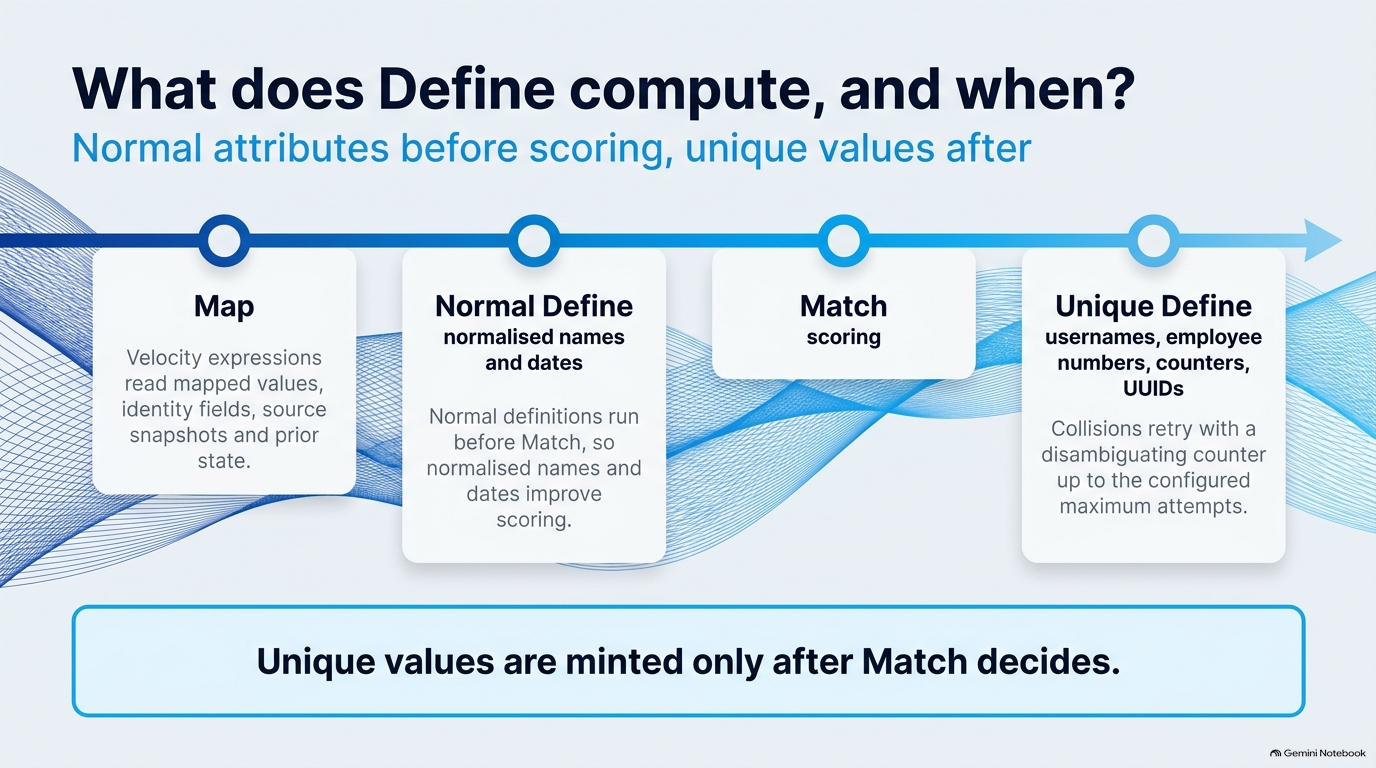 What does Define compute, and when?
Normal attributes before scoring, unique values after
Map
Velocity expressions
read mapped values,
identity fields, source
snapshots and prior
state.
Normal Define
normalised names
and dates
Normal definitions run
before Match, so
normalised names and
dates improve
scoring.
Match
scoring
Unique Define
usernames, employee
numbers, counters,
UUIDs
Collisions retry with a
disambiguating counter
up to the configured
maximum attempts.
Unique values are minted only after Match decides.
Gemini Notebook